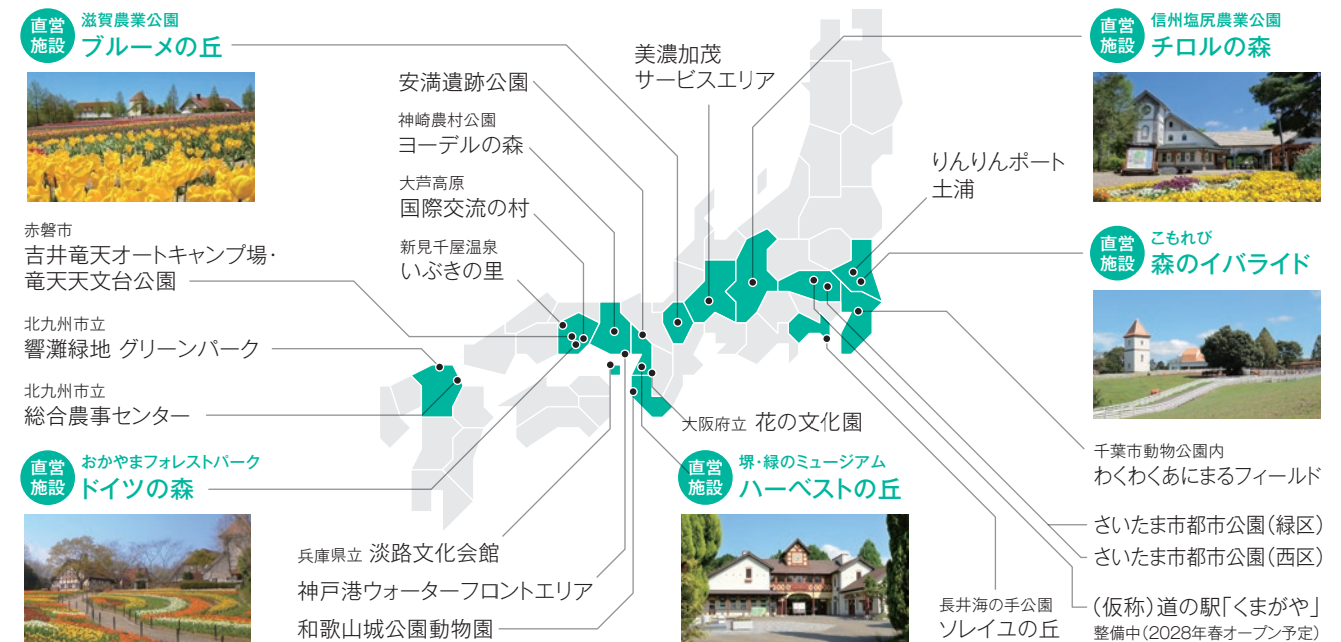 直営
施設
滋賀農業公園
ブルーメの丘
安満遺跡公園
神崎農村公園
ヨーデルの森
大芦高原
国際交流の村
新見千屋温泉
いぶきの里
赤磐市
吉井竜天オートキャンプ場・
竜天天文台公園
北九州市立
響灘緑地 グリーンパーク
北九州市立
総合農事センター
直営
施設
おかやまフォレストパーク
ドイツの森
兵庫県立 淡路文化会館
神戸港ウォーターフロントエリア
和歌山城公園動物園
美濃加茂
サービスエリア
大阪府立 花の文化園
直営
施設
堺・緑のミュージアム
ハーベストの丘
りんりんポート
土浦
直営
施設
信州塩尻農業公園
チロルの森
直営
施設
こもれび
森のイバライド
千葉市動物公園内
わくわくあにまるフィールド
さいたま市都市公園(緑区)
さいたま市都市公園(西区)
(仮称)道の駅「くまがや」
整備中(2028年春オープン予定)
長井海の手公園
ソレイユの丘